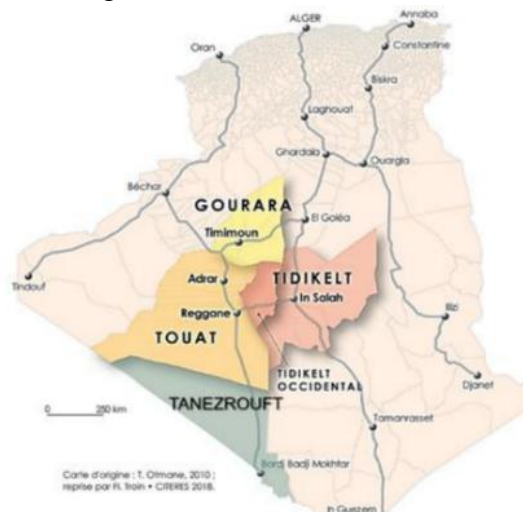 ALGER
Annaba
Oran
Constantine
Biskra
Laghouat
Ghardaïa
Ouargla
Béchar
GOURARA
El Goléa
Timimoun
TIDIKELT
Tindouf
Adrar
In Salah
Reggane
Illizi
TOUAT
TIDIKELT
OCCIDENTAL
Djanet
0
250 km
TANEZROUFT
Tamanrasset
Bordj Badji Mokhtar
Carte d'origine : T. Otmane, 2010 ;
reprise par Fl. Troin • CITERES 2018.
In Guezzam